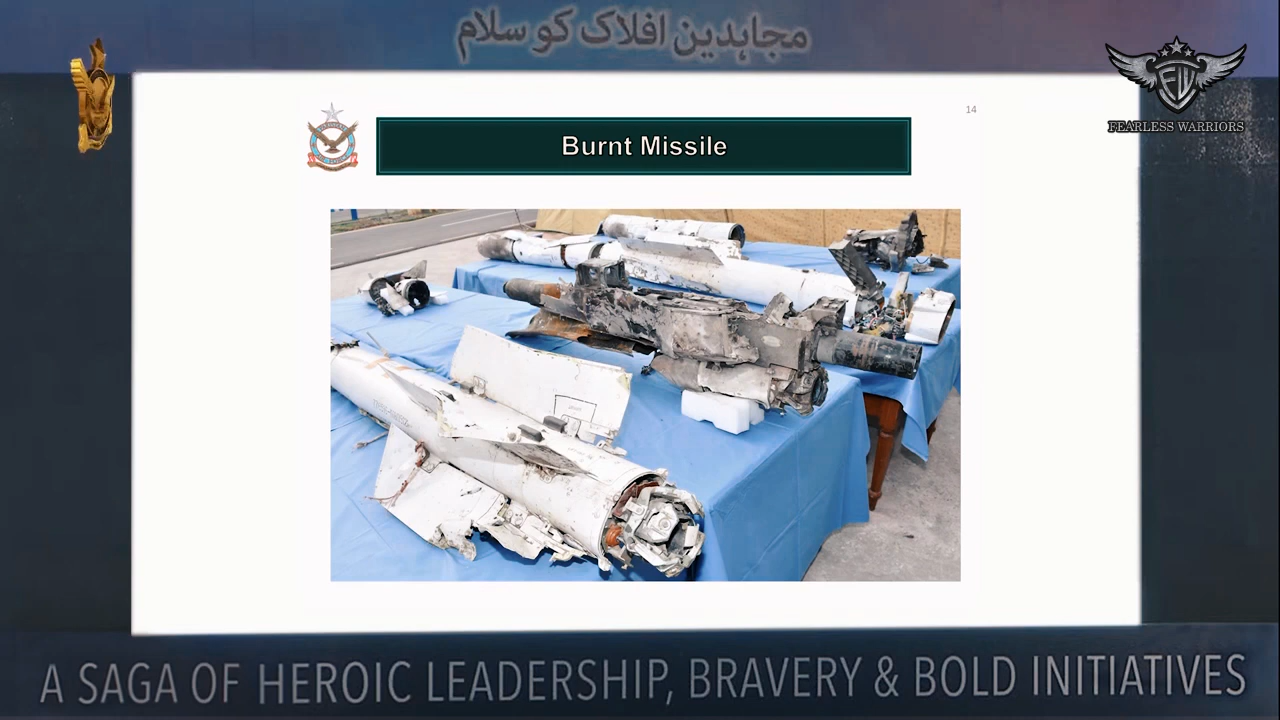 مجاہدین افلاک کو سلام
FEARLESS WARRIORS
14
Burnt Missile
A SAGA OF HEROIC LEADERSHIP, BRAVERY & BOLD INITIATIVES